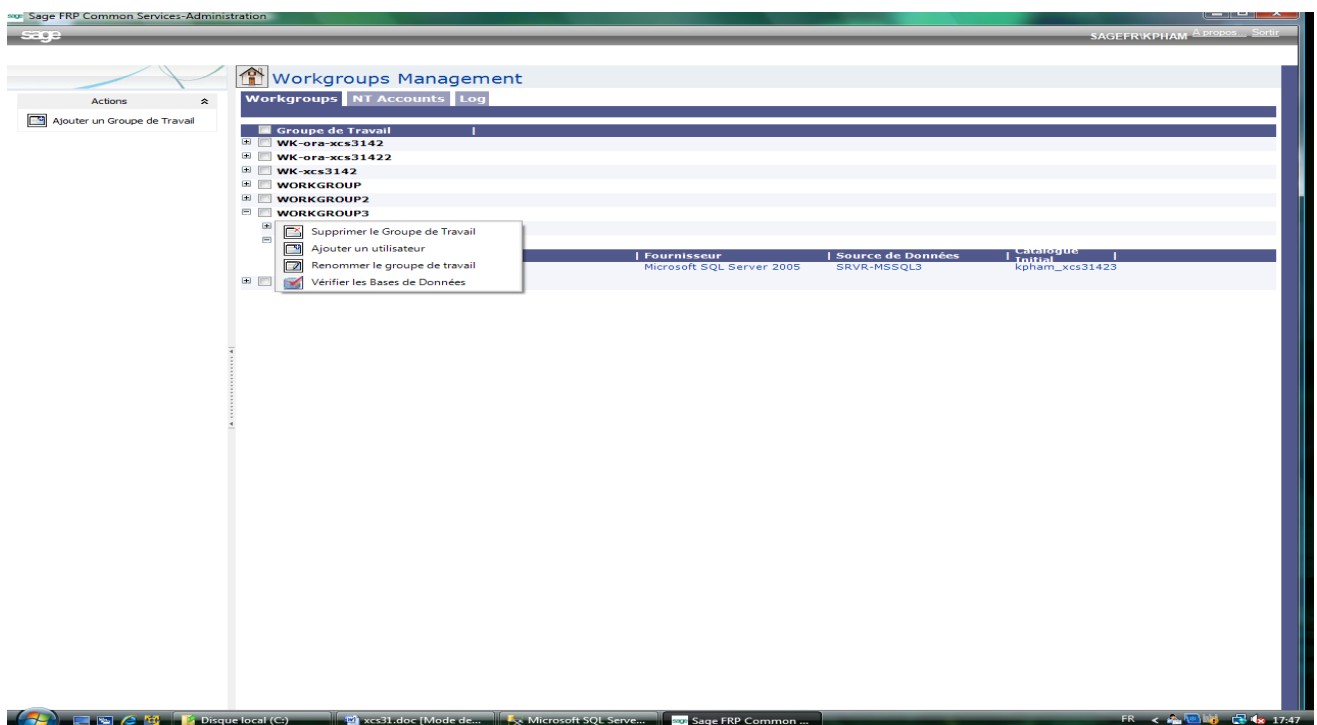 Sage FRP Common Services-Administration
sage
SAGEFR\KPHAM A propos... Sortir
Workgroups Management
Actions
Workgroups NT Accounts Log
Ajouter un Groupe de Travail
Groupe de Travail |
WK-ora-xcs3142
WK-ora-xcs31422
WK-xcs3142
WORKGROUP
WORKGROUP2
WORKGROUP3
Supprimer le Groupe de Travail
Ajouter un utilisateur
Renommer le groupe de travail
Vérifier les Bases de Données
| Fournisseur | Source de Données | Catalogue Initial |
Microsoft SQL Server 2005 SRVR-MSSQL3 kpham_xcs31423
Disque local (C:) xcs31.doc [Mode de... Microsoft SQL Serve... Sage FRP Common ... FR < 17:47